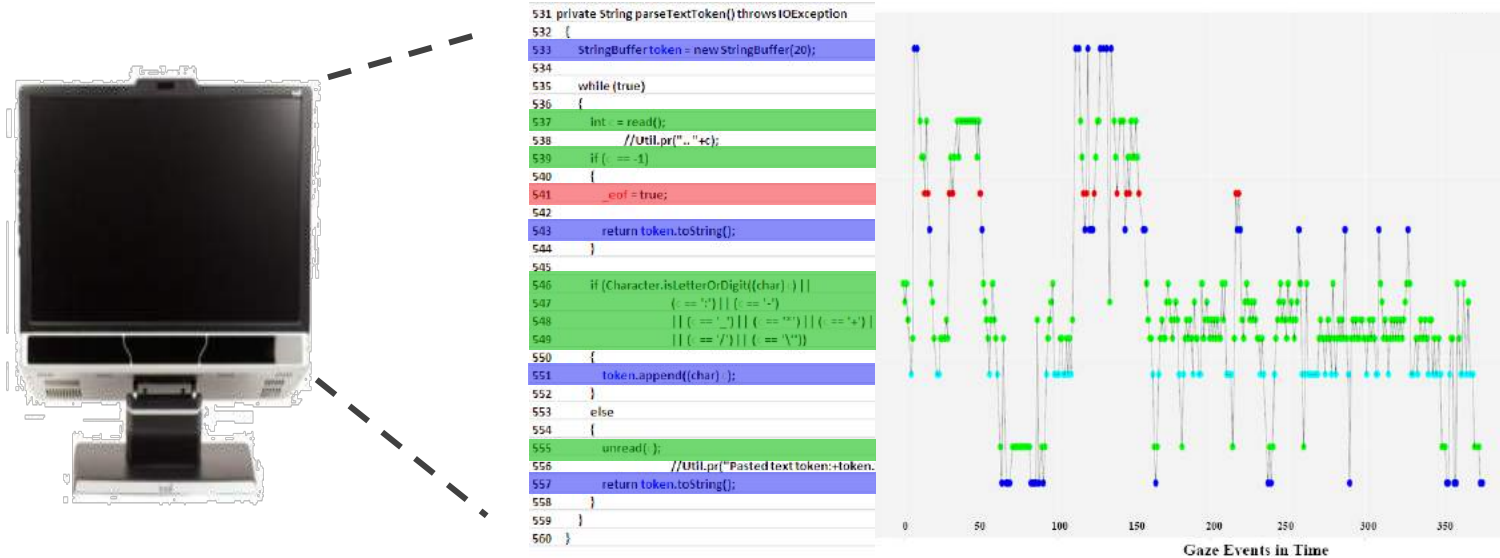 531 private String parseTextToken() throws IOException
532 {
533 StringBuffer token = new StringBuffer(20);
534
535 while (true)
536 {
537 int c = read();
538 //Util.pr(".. "+c);
539 if (c == -1)
540 {
541 _eof = true;
542
543 return token.toString();
544 }
545
546 if (Character.isLetterOrDigit((char)c) ||
547 (c == ':') || (c == '-')
548 || (c == '_') || (c == '*') || (c == '+') |
549 || (c == '/') || (c == '\''))
550 {
551 token.append((char)c);
552 }
553 else
554 {
555 unread(c);
556 //Util.pr("Pasted text token:+token.
557 return token.toString();
558 }
559 }
560 }
0 50 100 150 200 250 300 350
Gaze Events in Time